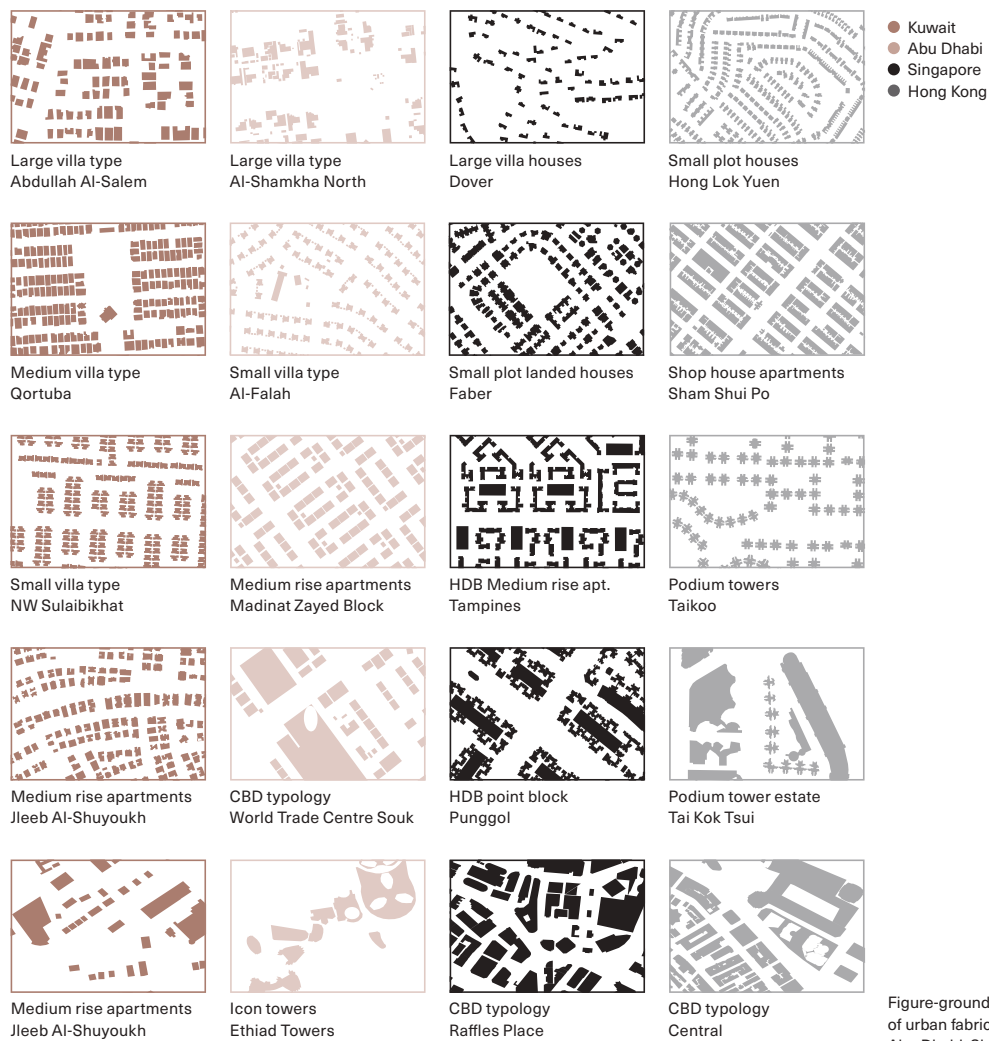 Kuwait
Abu Dhabi
Singapore
Hong Kong
Large villa type
Abdullah Al-Salem
Large villa type
Al-Shamkha North
Large villa houses
Dover
Small plot houses
Hong Lok Yuen
Medium villa type
Qortuba
Small villa type
Al-Falah
Small plot landed houses
Faber
Shop house apartments
Sham Shui Po
Small villa type
NW Sulaibikhat
Medium rise apartments
Madinat Zayed Block
HDB Medium rise apt.
Tampines
Podium towers
Taikoo
Medium rise apartments
Jleeb Al-Shuyoukh
CBD typology
World Trade Centre Souk
HDB point block
Punggol
Podium tower estate
Tai Kok Tsui
Medium rise apartments
Jleeb Al-Shuyoukh
Icon towers
Ethiad Towers
CBD typology
Raffles Place
CBD typology
Central
Figure-ground
of urban fabric